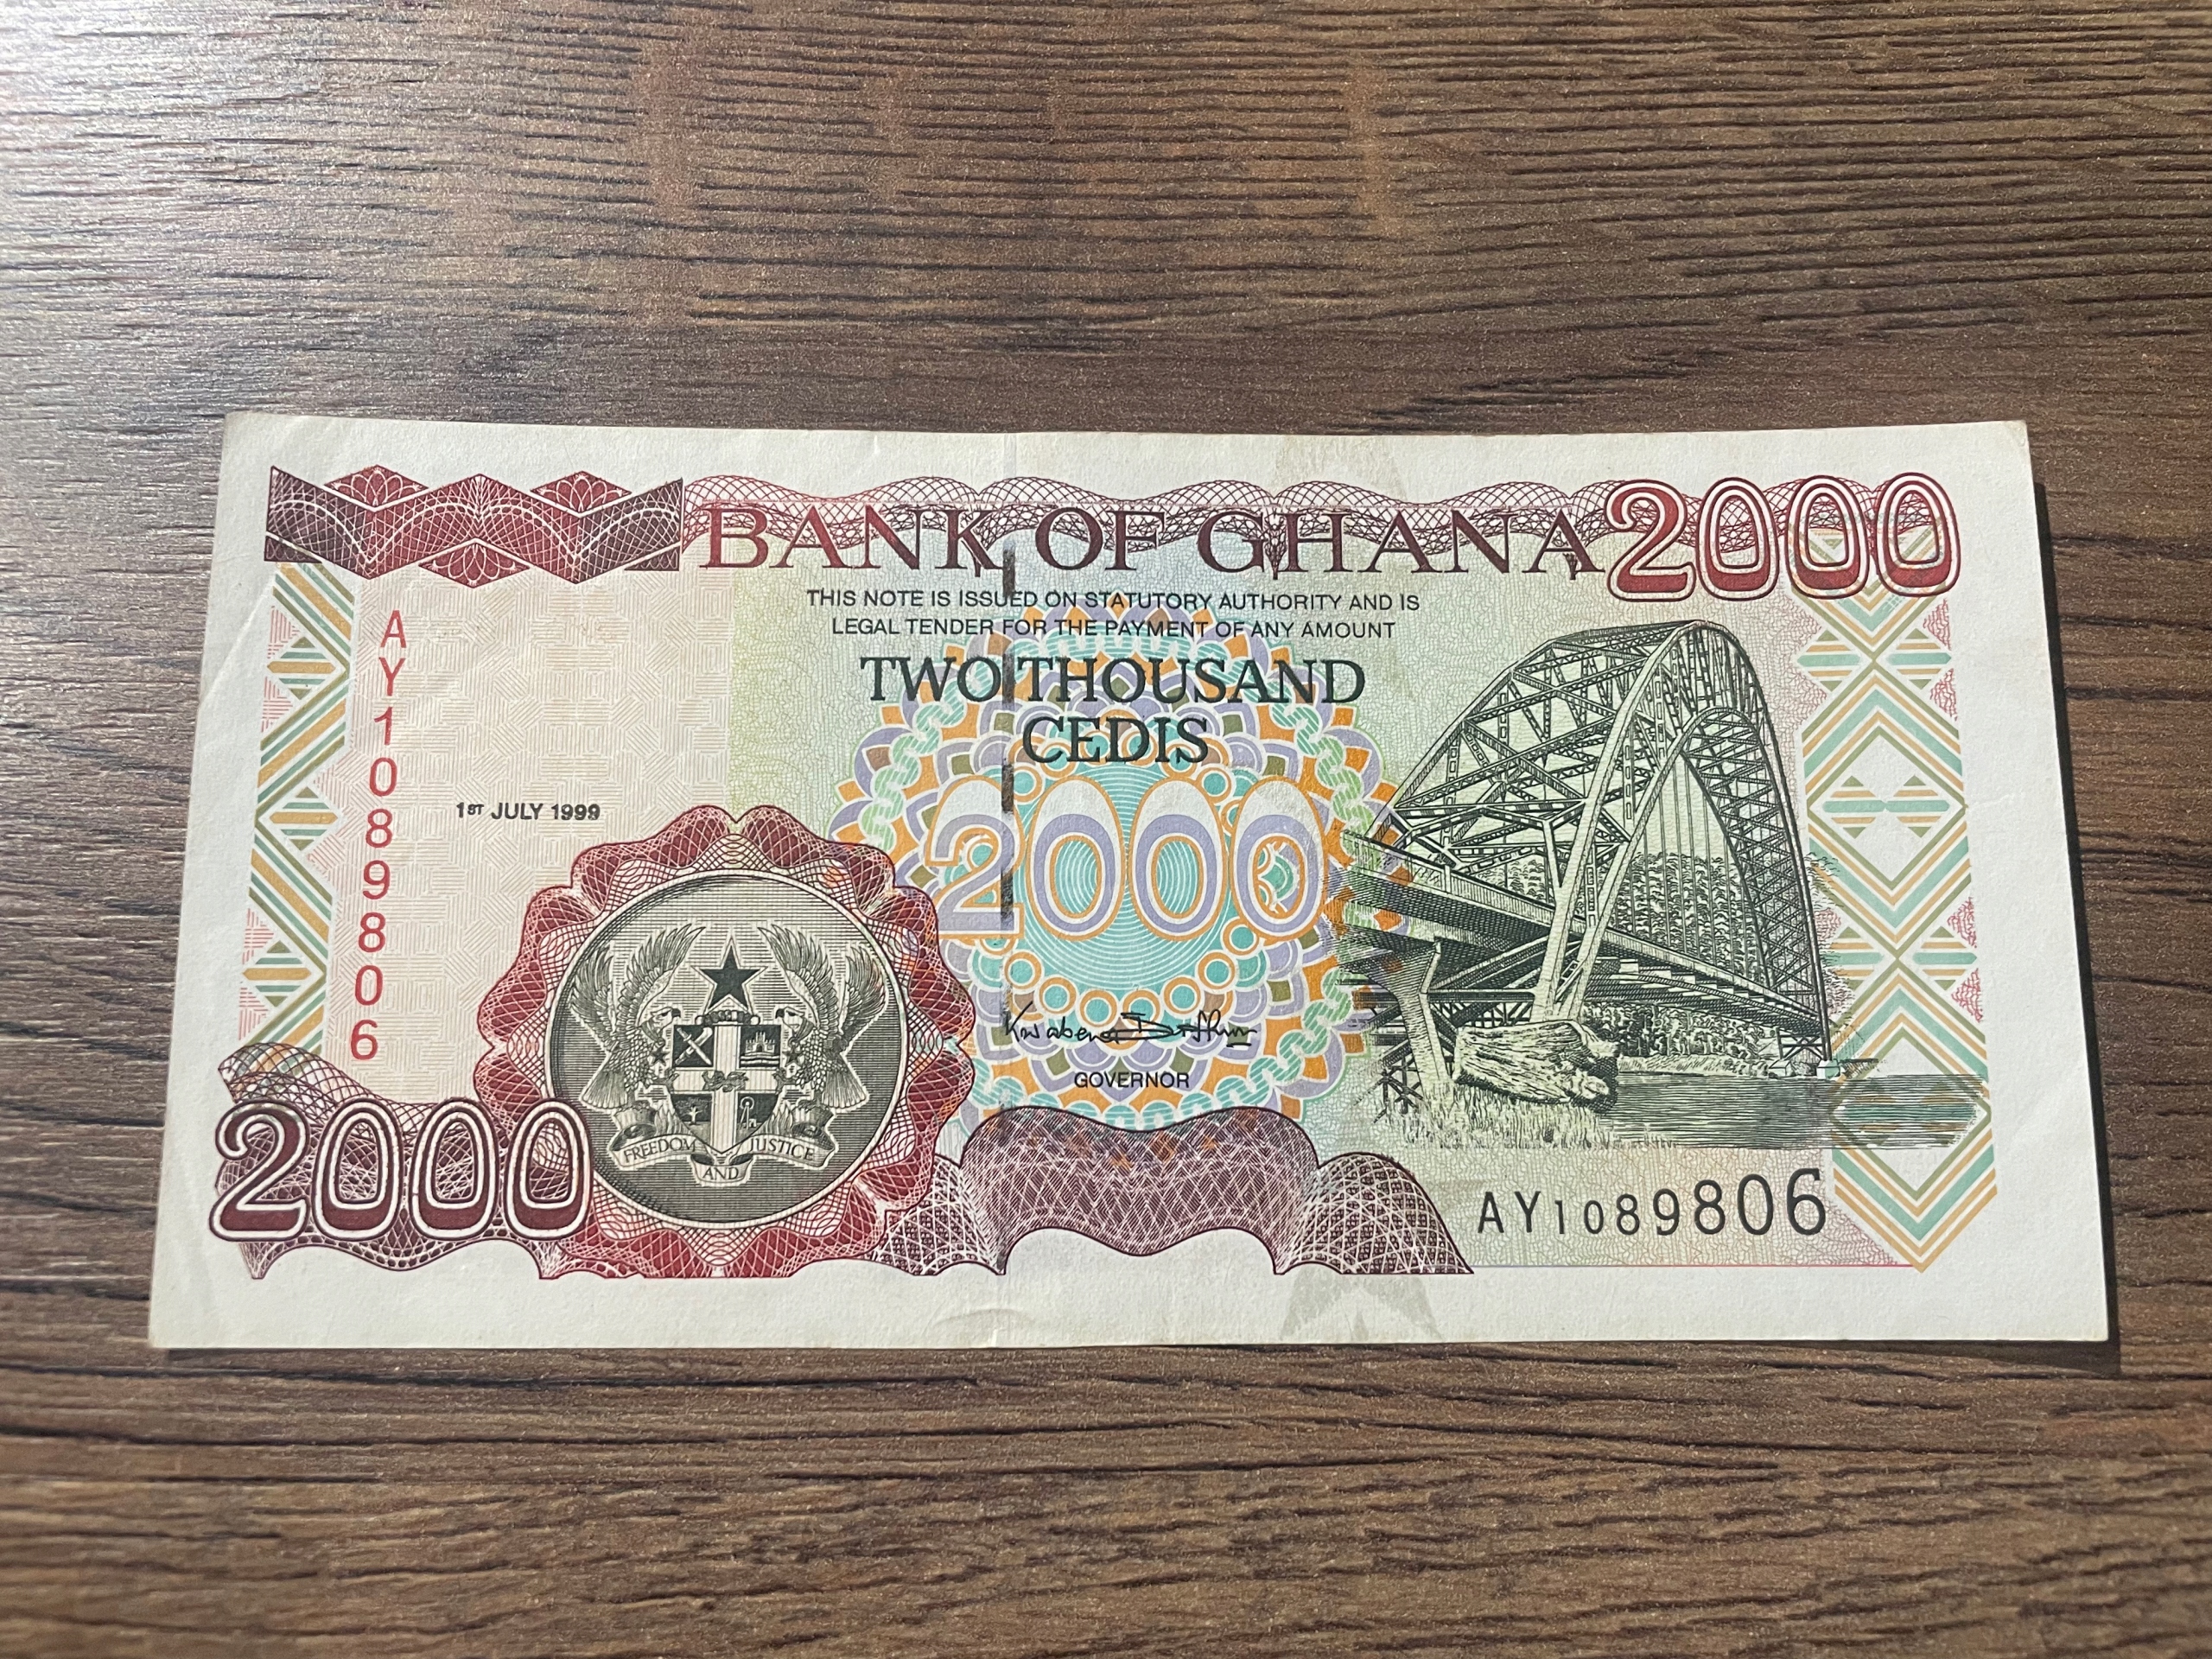 BANK OF GHANA 2000
THIS NOTE IS ISSUED ON STATUTORY AUTHORITY AND IS
LEGAL TENDER FOR THE PAYMENT OF ANY AMOUNT
TWO THOUSAND
CEDIS
AY1089806
1ST JULY 1999
2000
GOVERNOR
FREEDOM AND JUSTICE
2000
AY1089806